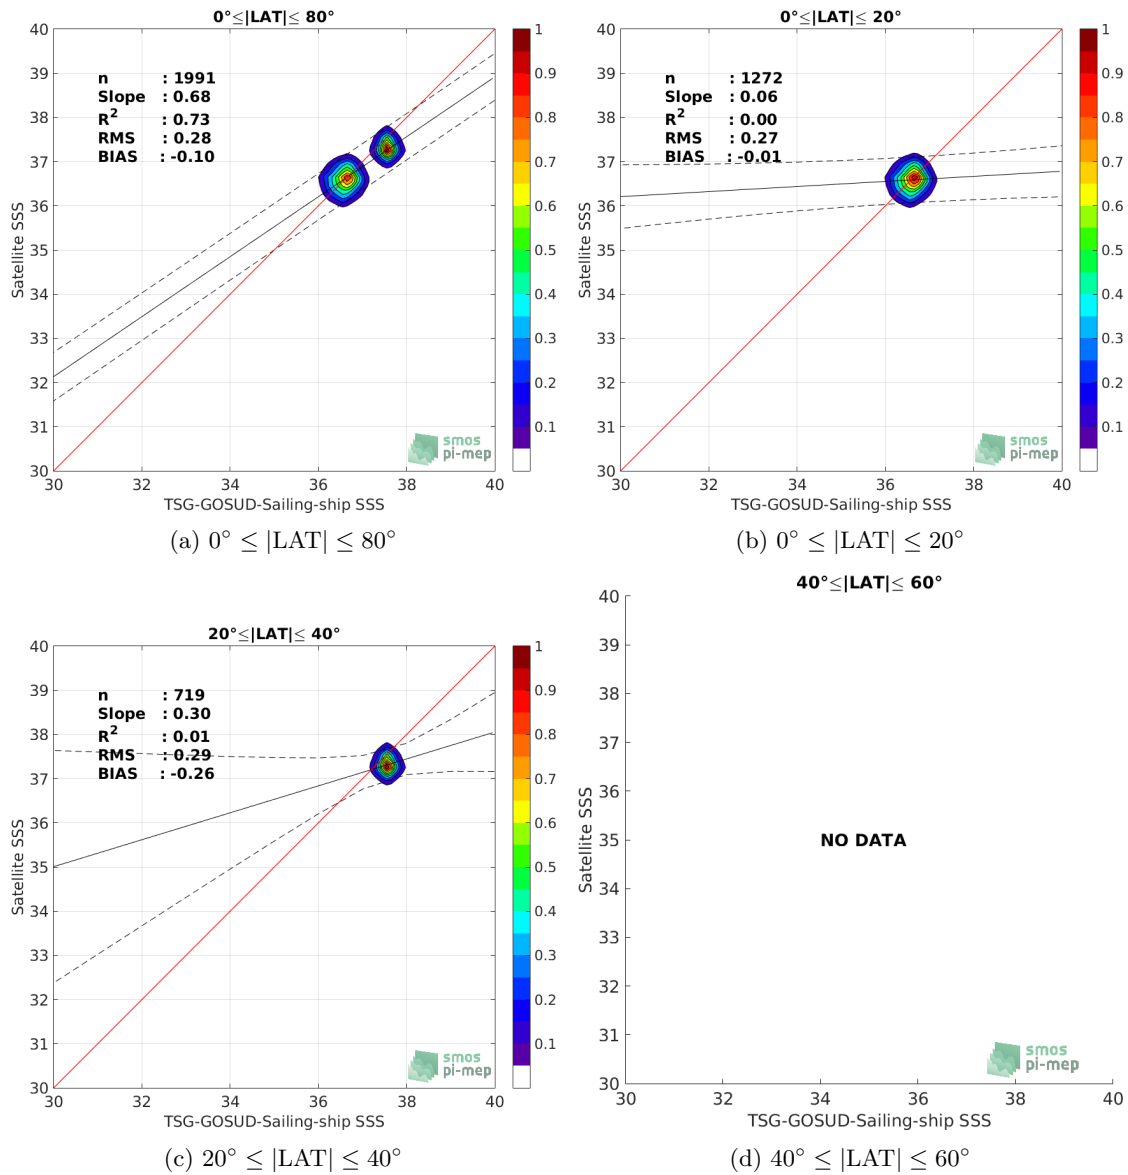 0°≤|LAT|≤ 80°
40
39
38
37
36
35
34
33
32
31
30
30 32 34 36 38 40
Satellite SSS
TSG-GOSUD-Sailing-ship SSS
n : 1991
Slope : 0.68
R2 : 0.73
RMS : 0.28
BIAS : -0.10
1
0.9
0.8
0.7
0.6
0.5
0.4
0.3
0.2
0.1
smos
pi-mep
(a) 0° ≤ |LAT| ≤ 80°
0°≤|LAT|≤ 20°
40
39
38
37
36
35
34
33
32
31
30
30 32 34 36 38 40
Satellite SSS
TSG-GOSUD-Sailing-ship SSS
n : 1272
Slope : 0.06
R2 : 0.00
RMS : 0.27
BIAS : -0.01
1
0.9
0.8
0.7
0.6
0.5
0.4
0.3
0.2
0.1
smos
pi-mep
(b) 0° ≤ |LAT| ≤ 20°
20°≤|LAT|≤ 40°
40
39
38
37
36
35
34
33
32
31
30
30 32 34 36 38 40
Satellite SSS
TSG-GOSUD-Sailing-ship SSS
n : 719
Slope : 0.30
R2 : 0.01
RMS : 0.29
BIAS : -0.26
1
0.9
0.8
0.7
0.6
0.5
0.4
0.3
0.2
0.1
smos
pi-mep
(c) 20° ≤ |LAT| ≤ 40°
40°≤|LAT|≤ 60°
40
39
38
37
36
35
34
33
32
31
30
30 32 34 36 38 40
Satellite SSS
TSG-GOSUD-Sailing-ship SSS
NO DATA
smos
pi-mep
(d) 40° ≤ |LAT| ≤ 60°